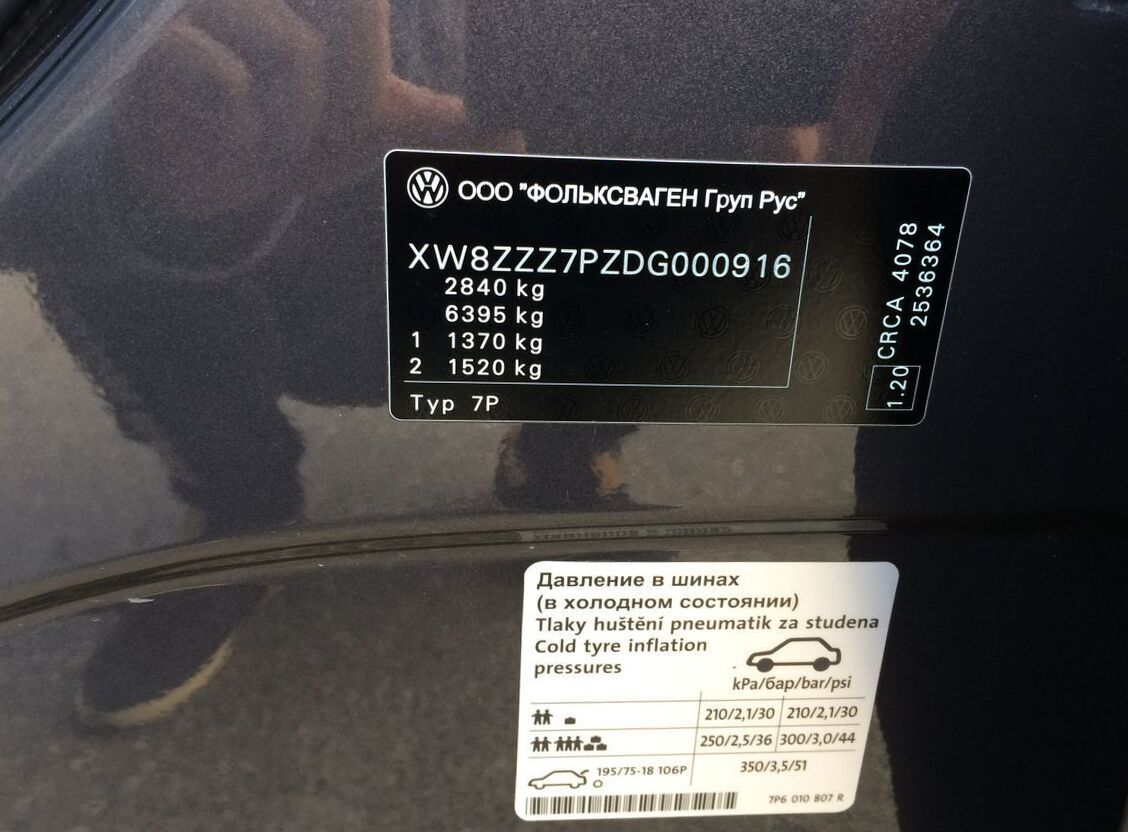 ООО "ФОЛЬКСВАГЕН Груп Рус"
XW8ZZZ7PZDG000916
2840 kg
6395 kg
1 1370 kg
2 1520 kg
Typ 7P
1.20 CRCA 4078
2536364
Давление в шинах
(в холодном состоянии)
Tlaky huštění pneumatik za studena
Cold tyre inflation
pressures
kPa/бар/bar/psi
210/2,1/30 210/2,1/30
250/2,5/36 300/3,0/44
195/75-18 106P 350/3,5/51
7P6 010 807 R